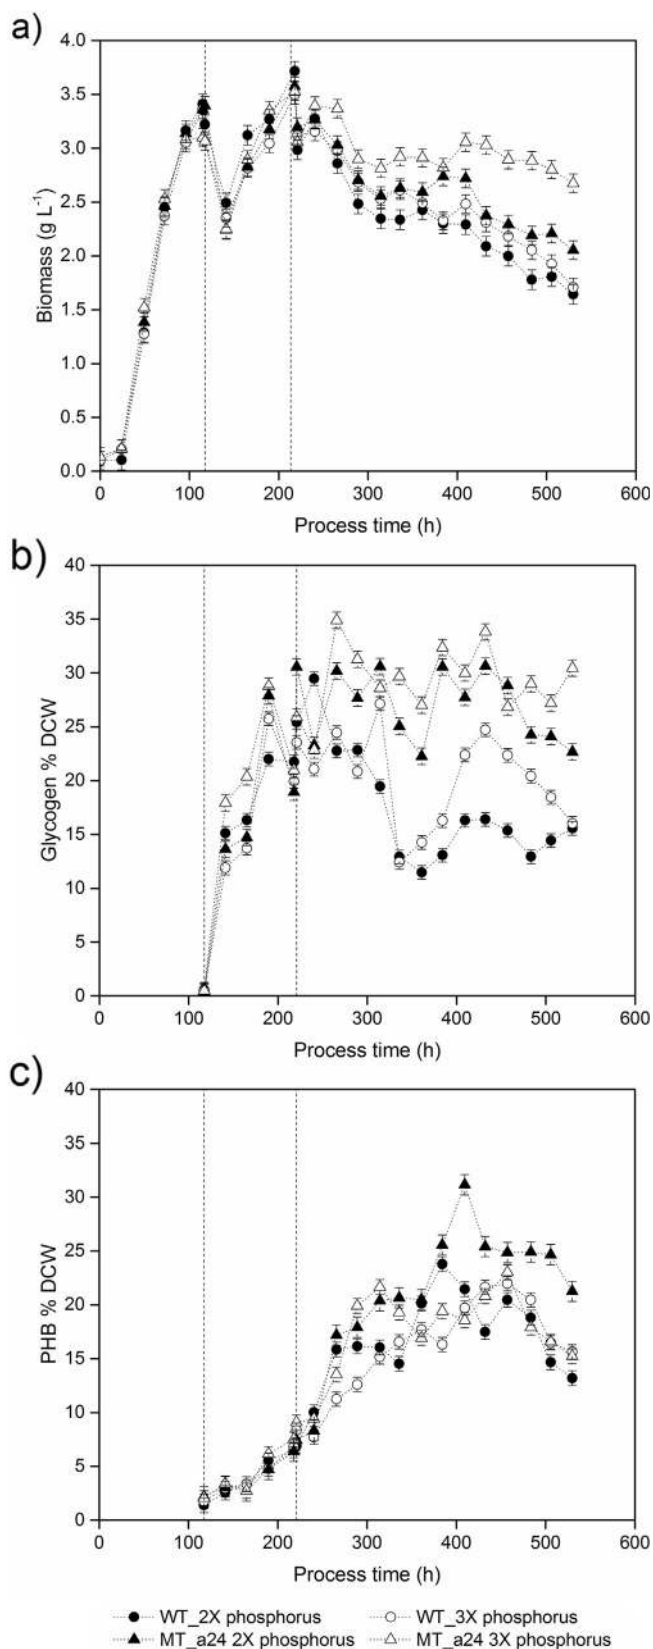 a)
4.0
3.5
3.0
2.5
2.0
1.5
1.0
0.5
0.0
Biomass (g L⁻¹)
0 100 200 300 400 500 600
Process time (h)
b)
40
35
30
25
20
15
10
5
0
Glycogen % DCW
0 100 200 300 400 500 600
Process time (h)
c)
40
35
30
25
20
15
10
5
0
PHB % DCW
0 100 200 300 400 500 600
Process time (h)
WT_2X phosphorus WT_3X phosphorus
MT_a24 2X phosphorus MT_a24 3X phosphorus